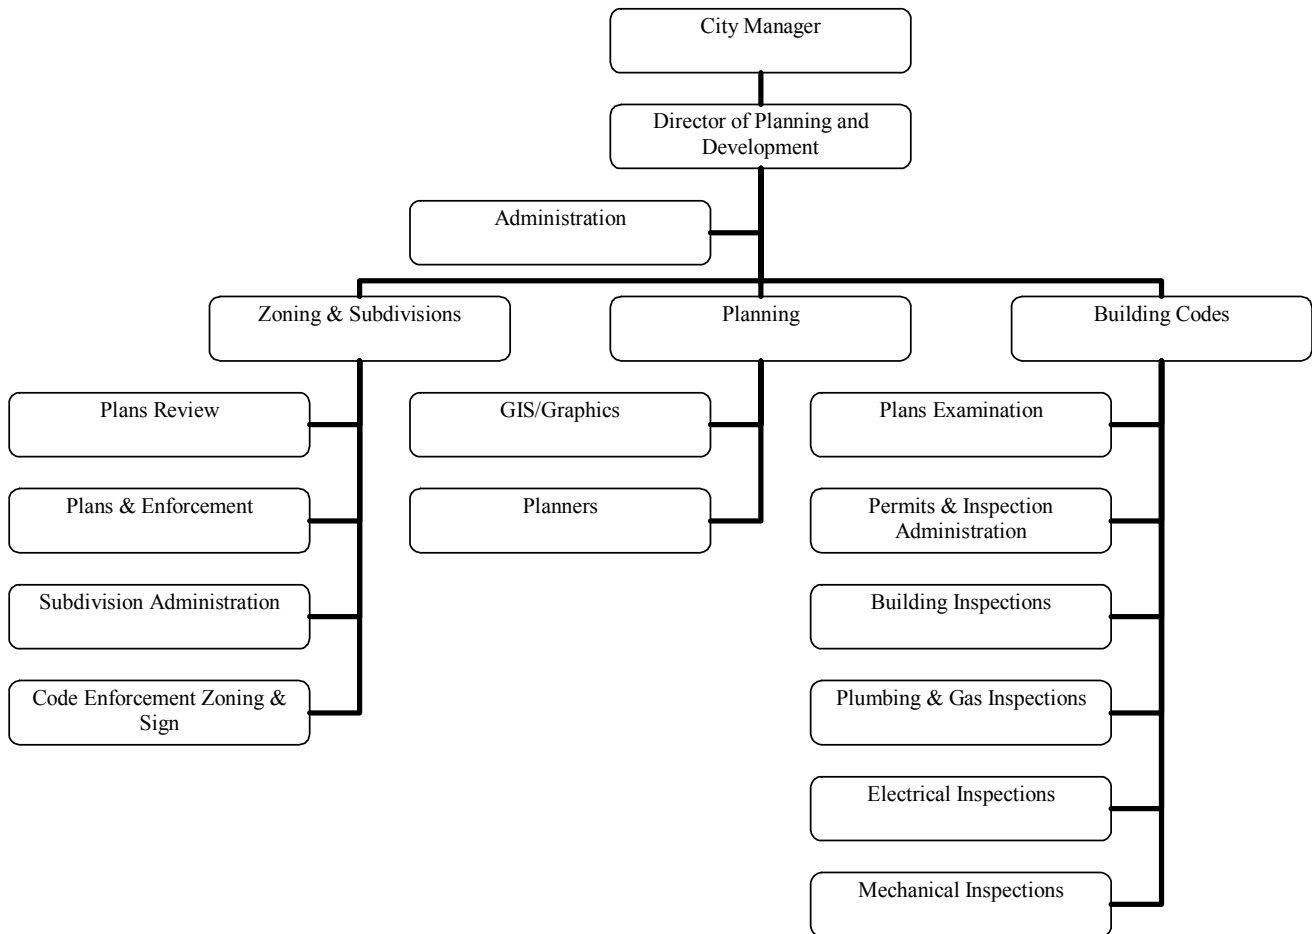 City Manager
Director of Planning and
Development
Administration
Zoning & Subdivisions
Planning
Building Codes
Plans Review
GIS/Graphics
Plans Examination
Plans & Enforcement
Planners
Permits & Inspection
Administration
Subdivision Administration
Building Inspections
Code Enforcement Zoning &
Sign
Plumbing & Gas Inspections
Electrical Inspections
Mechanical Inspections